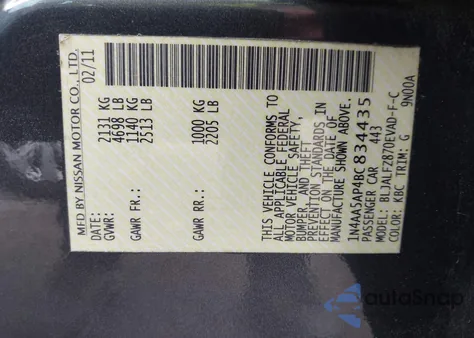 MFD BY NISSAN MOTOR CO., LTD.
02/11
GVWR: 2131 KG
4698 LB
GAWR FR.: 1140 KG
2513 LB
GAWR RR: 1000 KG
2205 LB
THIS VEHICLE CONFORMS TO
ALL APPLICABLE FEDERAL
MOTOR VEHICLE SAFETY,
BUMPER, AND THEFT
PREVENTION STANDARDS IN
EFFECT ON THE DATE OF
MANUFACTURE SHOWN ABOVE.
1N4AA5AP4BC834435
PASSENGER CAR 443
MODEL: BLJALFZ870EVAD-F-C
COLOR: KBC TRIM: G 9N00A
autoSnap